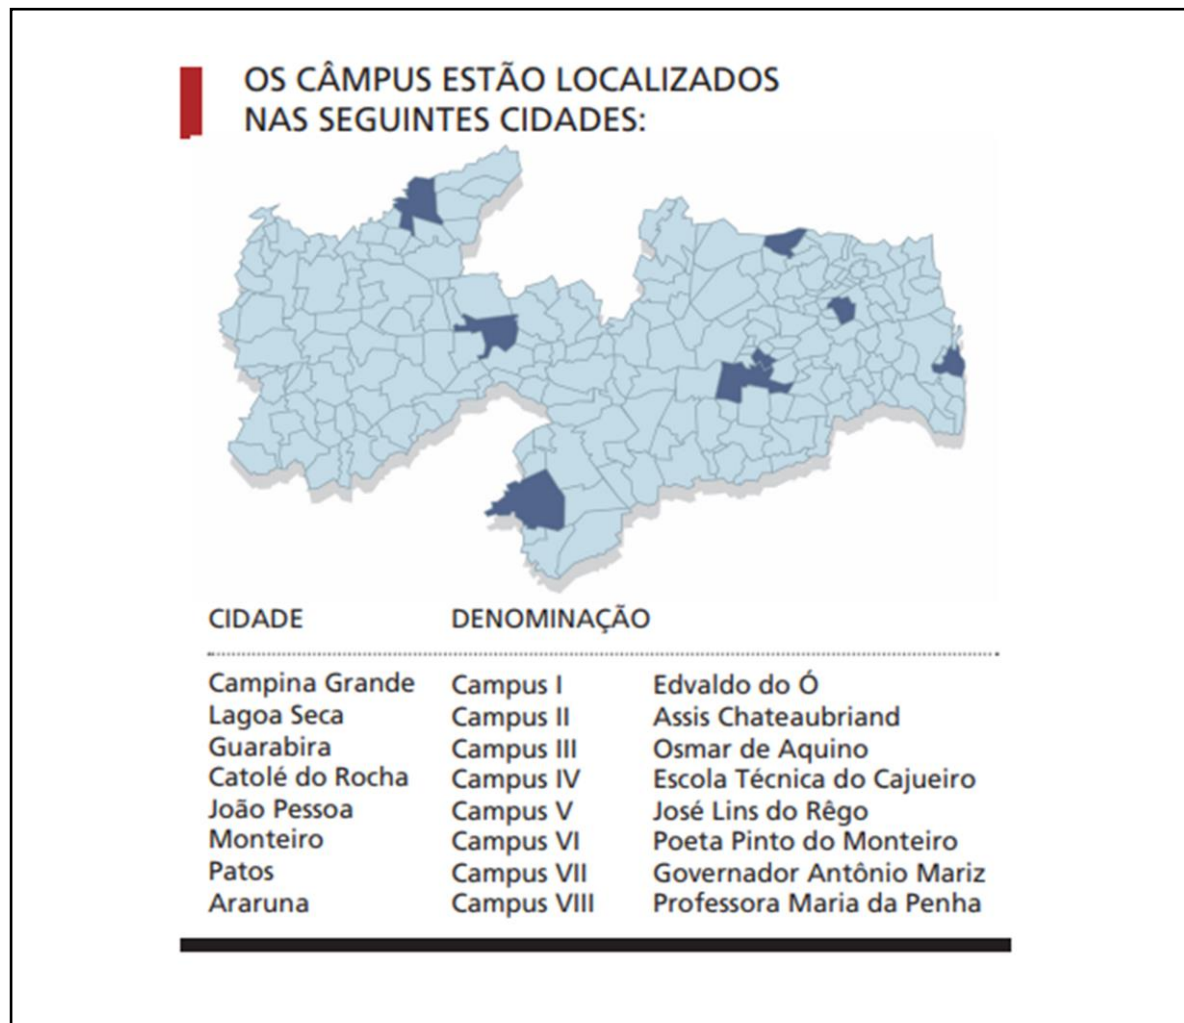 OS CÂMPUS ESTÃO LOCALIZADOS
NAS SEGUINTES CIDADES:
CIDADE DENOMINAÇÃO
Campina Grande Campus I Edvaldo do Ó
Lagoa Seca Campus II Assis Chateaubriand
Guarabira Campus III Osmar de Aquino
Catolé do Rocha Campus IV Escola Técnica do Cajueiro
João Pessoa Campus V José Lins do Rêgo
Monteiro Campus VI Poeta Pinto do Monteiro
Patos Campus VII Governador Antônio Mariz
Araruna Campus VIII Professora Maria da Penha